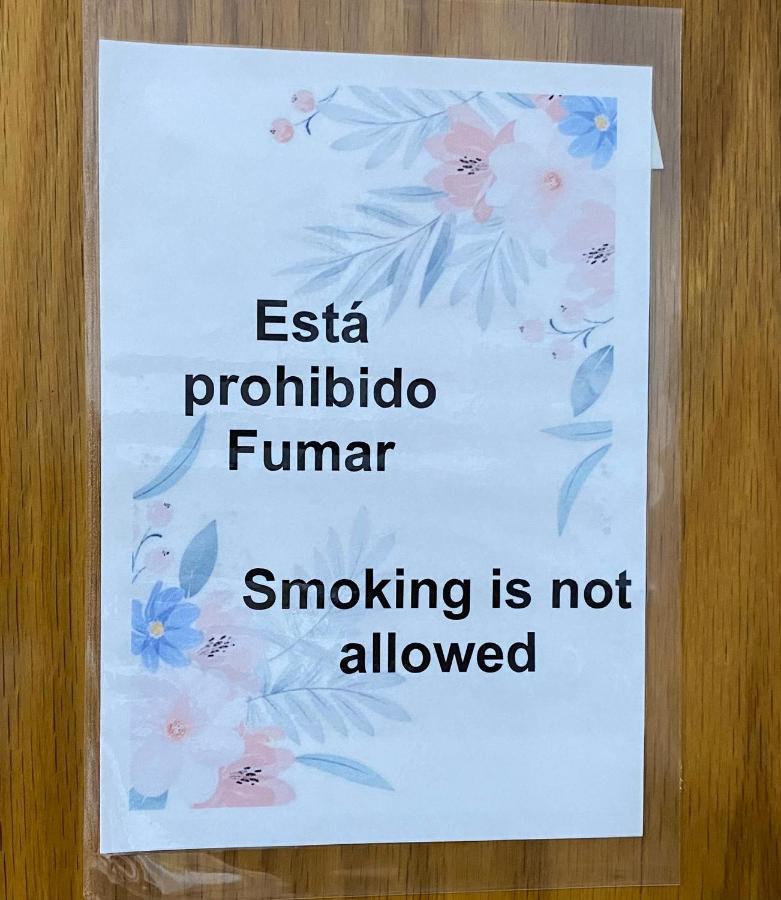 Está
prohibido
Fumar
Smoking is not
allowed